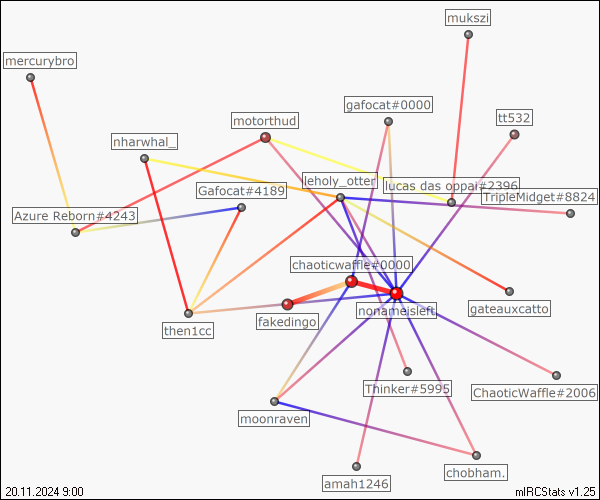 mukszi
mercurybro
gafocat#0000
motorthud
tt532
nharwhal_
leholy_otter
lucas das oppai#2396
Gafocat#4189
TripleMidget#8824
Azure Reborn#4243
chaoticwaffle#0000
nonameisleft
gateauxcatto
fakedingo
then1cc
Thinker#5995
ChaoticWaffle#2006
moonraven
chobham.
amah1246
20.11.2024 9:00
mIRCStats v1.25